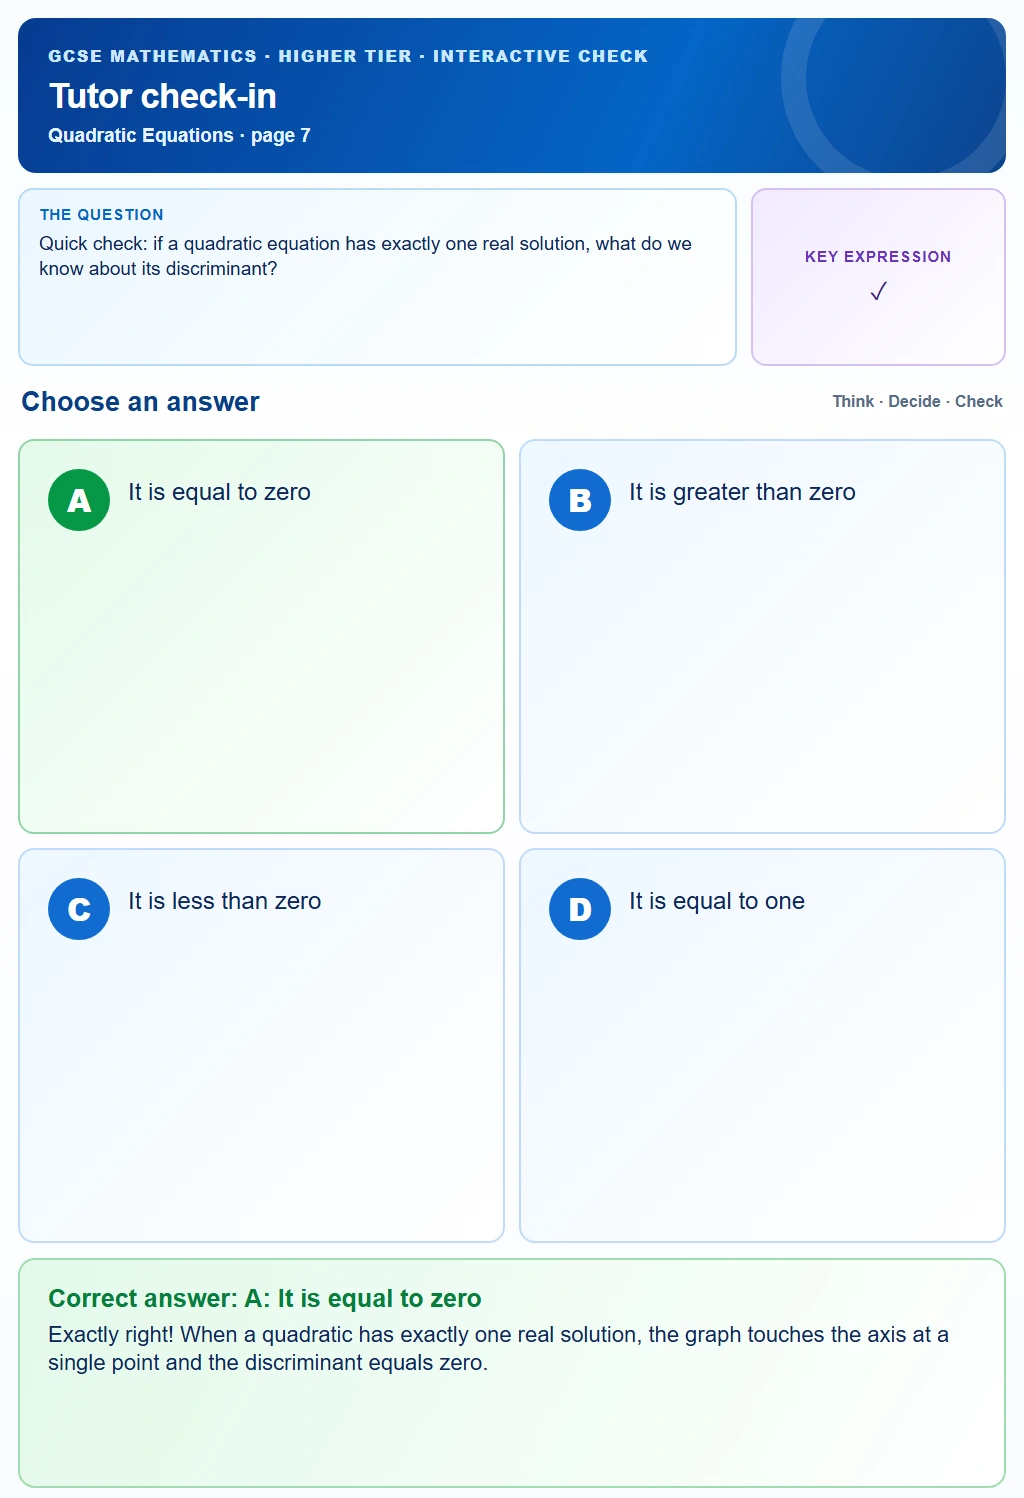 GCSE MATHEMATICS · HIGHER TIER · INTERACTIVE CHECK
Tutor check-in
Quadratic Equations · page 7
THE QUESTION
Quick check: if a quadratic equation has exactly one real solution, what do we
know about its discriminant?
KEY EXPRESSION
✓
Choose an answer
Think · Decide · Check
A It is equal to zero
B It is greater than zero
C It is less than zero
D It is equal to one
Correct answer: A: It is equal to zero
Exactly right! When a quadratic has exactly one real solution, the graph touches the axis at a
single point and the discriminant equals zero.